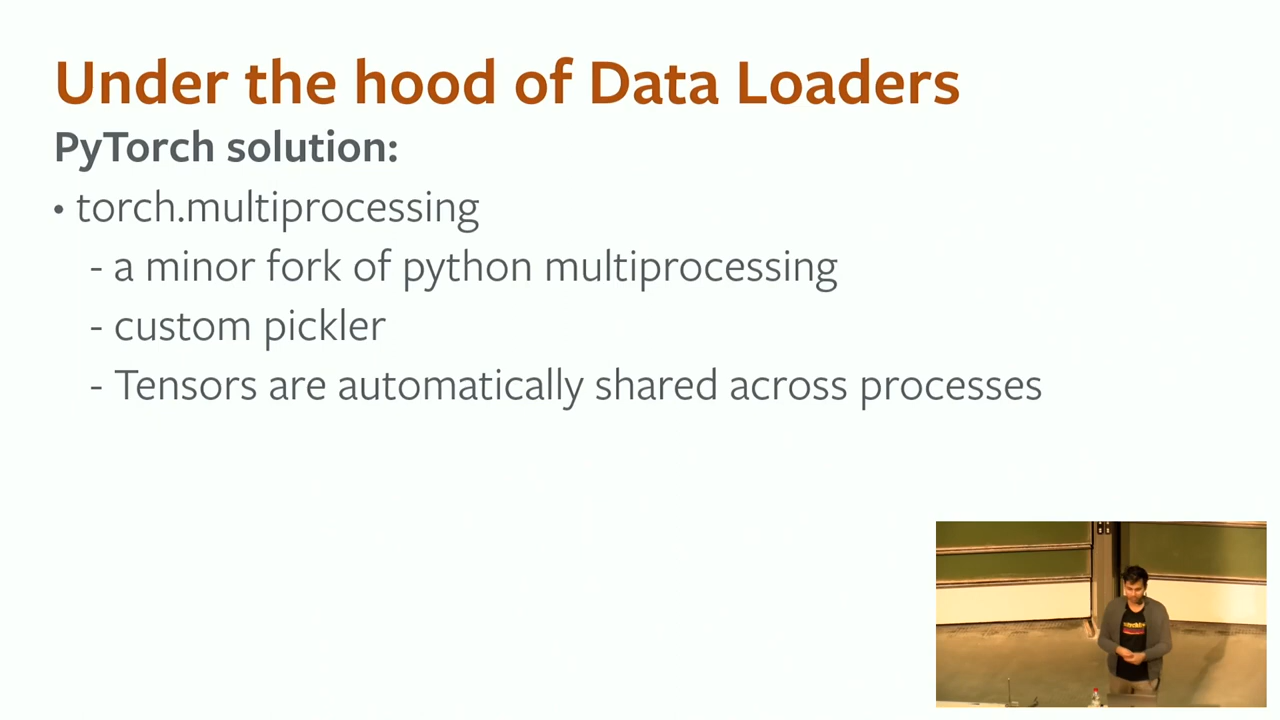 Under the hood of Data Loaders
PyTorch solution:
• torch.multiprocessing
- a minor fork of python multiprocessing
- custom pickler
- Tensors are automatically shared across processes